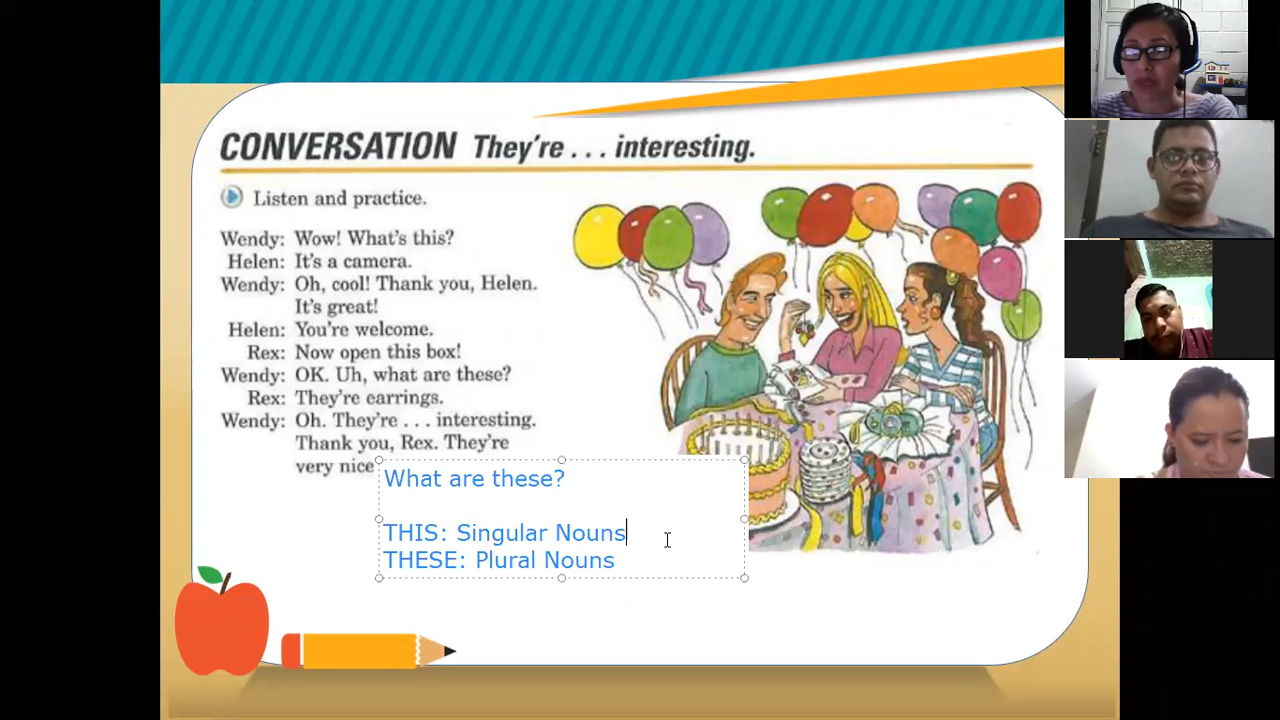 CONVERSATION They're . . . interesting.
Listen and practice.
Wendy: Wow! What's this?
Helen: It's a camera.
Wendy: Oh, cool! Thank you, Helen.
It's great!
Helen: You're welcome.
Rex: Now open this box!
Wendy: OK. Uh, what are these?
Rex: They're earrings.
Wendy: Oh. They're . . . interesting.
Thank you, Rex. They're
very nice
What are these?
THIS: Singular Nouns
THESE: Plural Nouns